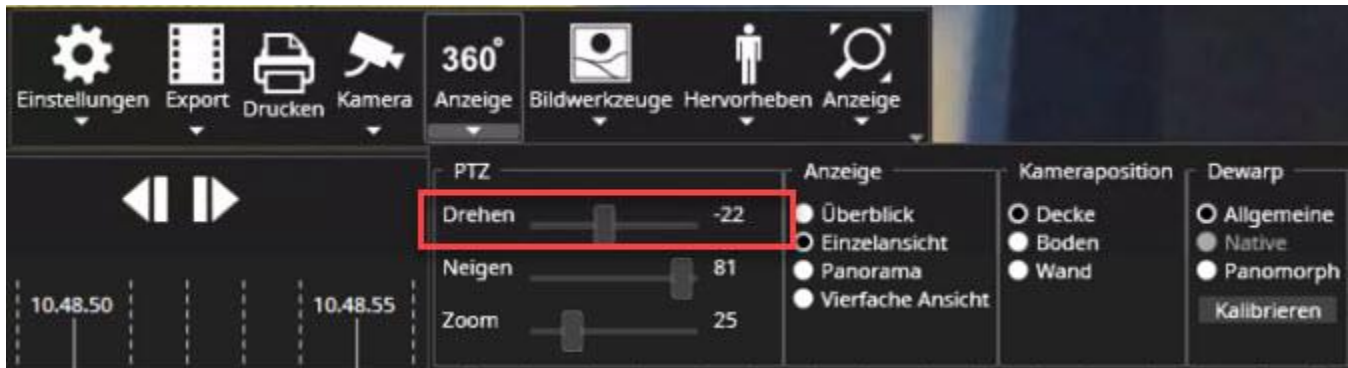 360°
Einstellungen Export Drucken Kamera Anzeige Bildwerkzeuge Hervorheben Anzeige
PTZ
Drehen -22
Neigen 81
Zoom 25
Anzeige
Überblick
Einzelansicht
Panorama
Vierfache Ansicht
Kameraposition
Decke
Boden
Wand
Dewarp
Allgemeine
Native
Panomorph
Kalibrieren
10.48.50 10.48.55